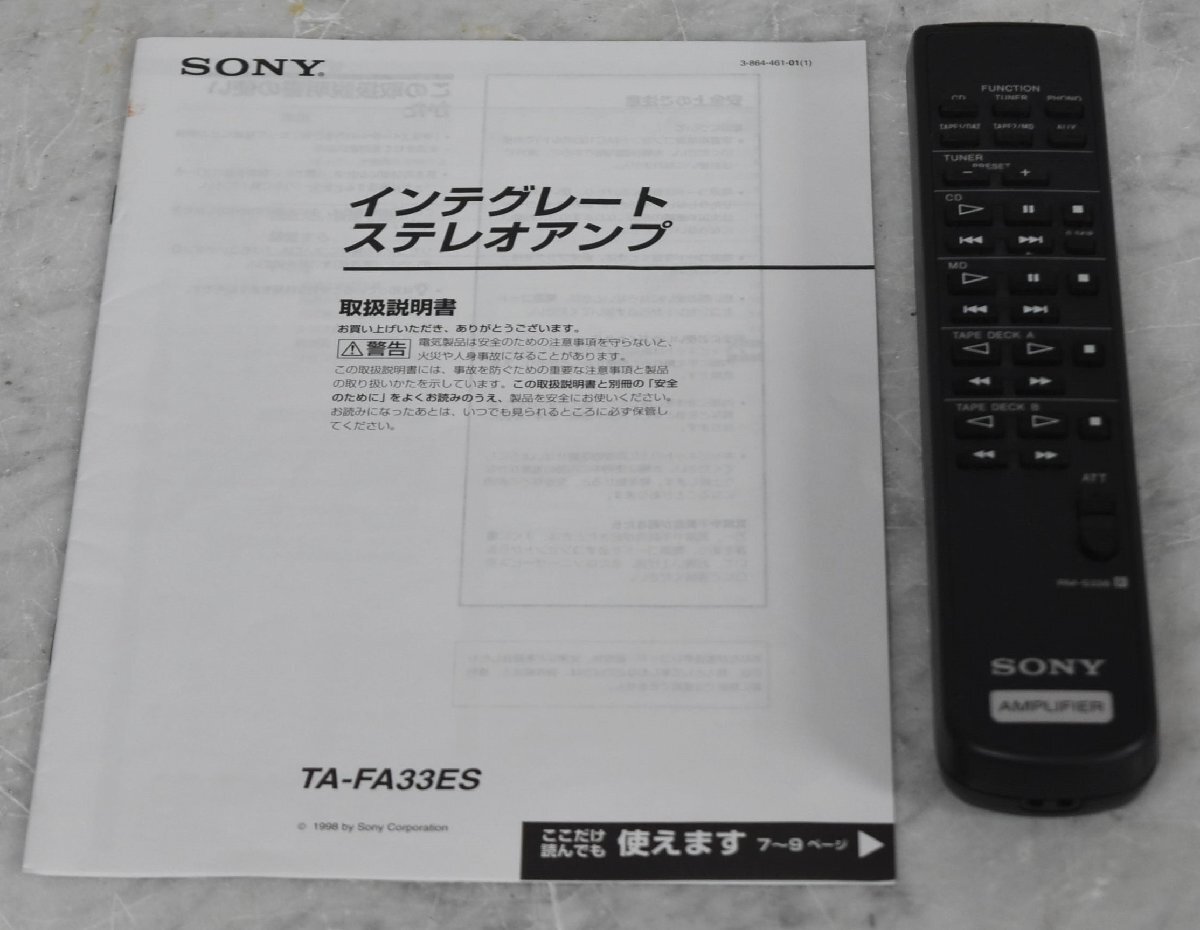 SONY®
3-864-461-01(1)
インテグレート
ステレオアンプ
取扱説明書
お買い上げいただき、ありがとうございます。
警告
電気製品は安全のための注意事項を守らないと、
火災や人身事故になることがあります。
この取扱説明書には、事故を防ぐための重要な注意事項と製品
の取り扱いかたを示しています。この取扱説明書と別冊の「安全
のために」をよくお読みのうえ、製品を安全にお使いください。
お読みになったあとは、いつでも見られるところに必ず保管し
てください。
TA-FA33ES
© 1998 by Sony Corporation
ここだけ
読んでも
使えます 7〜9ページ
FUNCTION
CD TUNER PHONO
TAPE1/DAT TAPE2/MD AUX
TUNER
PRESET
− +
CD
D.SKIP
MD
TAPE DECK A
TAPE DECK B
ATT
SONY
AMPLIFIER